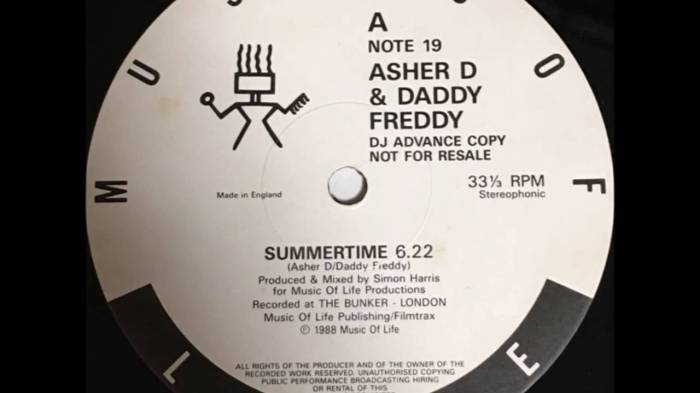 MUSIC OF LIFE
A
NOTE 19
ASHER D
& DADDY
FREDDY
DJ ADVANCE COPY
NOT FOR RESALE
33⅓ RPM
Stereophonic
Made in England
SUMMERTIME 6.22
(Asher D/Daddy Freddy)
Produced & Mixed by Simon Harris
for Music Of Life Productions
Recorded at THE BUNKER - LONDON
Music Of Life Publishing/Filmtrax
℗ 1988 Music Of Life
ALL RIGHTS OF THE PRODUCER AND OF THE OWNER OF THE
RECORDED WORK RESERVED. UNAUTHORISED COPYING
PUBLIC PERFORMANCE BROADCASTING HIRING
OR RENTAL OF THIS